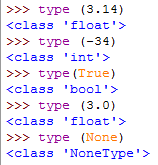 >>> type (3.14)
<class 'float'>
>>> type (-34)
<class 'int'>
>>> type(True)
<class 'bool'>
>>> type (3.0)
<class 'float'>
>>> type (None)
<class 'NoneType'>